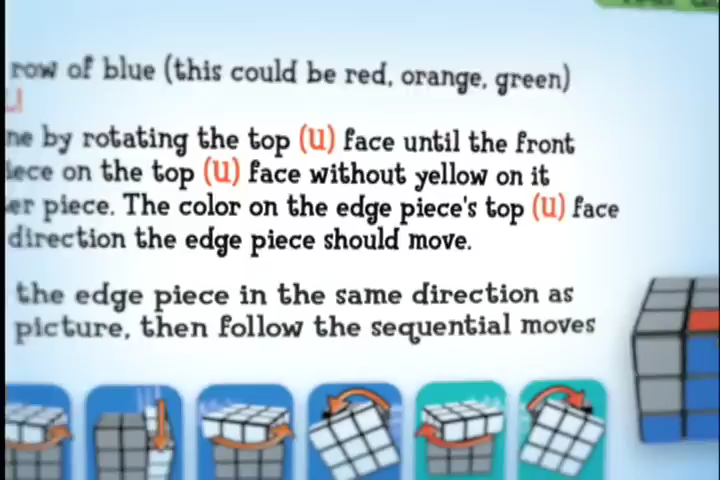 row of blue (this could be red, orange, green)
ne by rotating the top (U) face until the front
iece on the top (U) face without yellow on it
er piece. The color on the edge piece's top (U) face
direction the edge piece should move.
the edge piece in the same direction as
picture, then follow the sequential moves